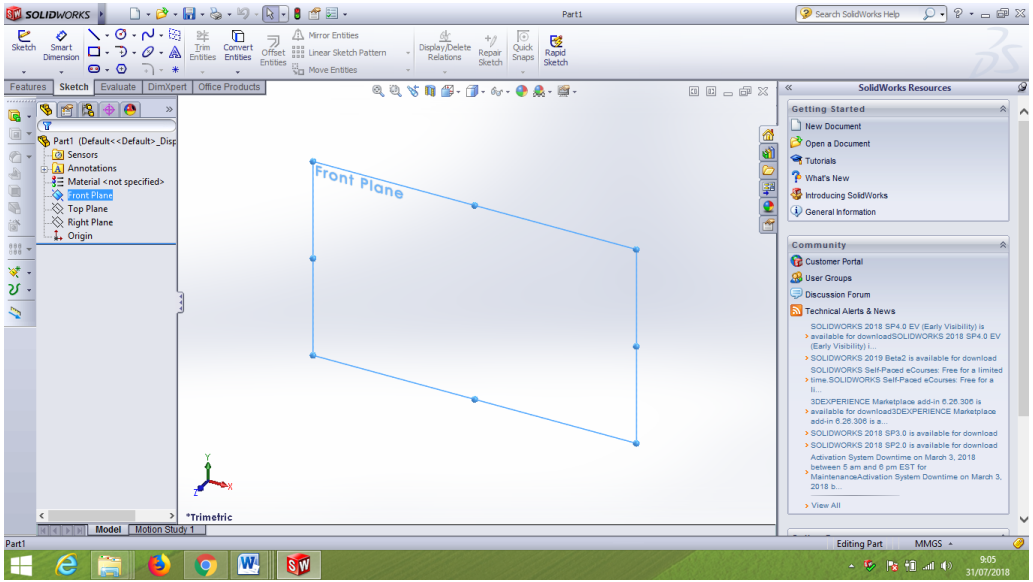 SOLIDWORKS
Part1
Search SolidWorks Help
Sketch
Smart Dimension
Trim Entities
Convert Entities
Offset Entities
Mirror Entities
Linear Sketch Pattern
Move Entities
Display/Delete Relations
Repair Sketch
Quick Snaps
Rapid Sketch
Features Sketch Evaluate DimXpert Office Products
Part1 (Default<<Default>_Disp
Sensors
Annotations
Material <not specified>
Front Plane
Top Plane
Right Plane
Origin
Front Plane
Y
X
Z
*Trimetric
SolidWorks Resources
Getting Started
New Document
Open a Document
Tutorials
What's New
Introducing SolidWorks
General Information
Community
Customer Portal
User Groups
Discussion Forum
Technical Alerts & News
SOLIDWORKS 2018 SP4.0 EV (Early Visibility) is
available for downloadSOLIDWORKS 2018 SP4.0 EV
(Early Visibility) i...
SOLIDWORKS 2019 Beta2 is available for download
SOLIDWORKS Self-Paced eCourses: Free for a limited
time.SOLIDWORKS Self-Paced eCourses: Free for a
li...
3DEXPERIENCE Marketplace add-in 6.26.306 is
available for download3DEXPERIENCE Marketplace
add-in 6.26.306 is a...
SOLIDWORKS 2018 SP3.0 is available for download
SOLIDWORKS 2018 SP2.0 is available for download
Activation System Downtime on March 3, 2018
between 5 am and 6 pm EST for
MaintenanceActivation System Downtime on March 3,
2018 b...
View All
Model Motion Study 1
Part1
Editing Part MMGS
9:05
31/07/2018